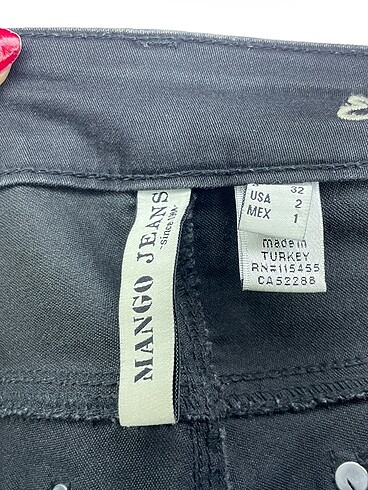 MANGO JEANS
-since 1984-
32
USA 2
MEX 1
made in
TURKEY
RN#115455
CA52288